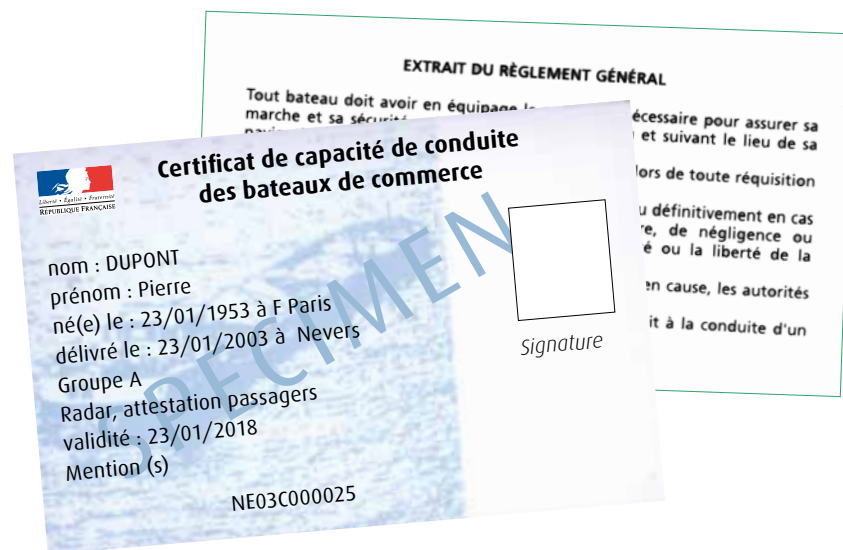 EXTRAIT DU RÈGLEMENT GÉNÉRAL
Tout bateau doit avoir en équipage
écessaire pour assurer sa
marche et sa sécurité
et suivant le lieu de sa
lors de toute réquisition
u définitivement en cas
re, de négligence ou
é ou la liberté de la
en cause, les autorités
it à la conduite d'un
Certificat de capacité de conduite
des bateaux de commerce
Liberté • Égalité • Fraternité
RÉPUBLIQUE FRANÇAISE
nom : DUPONT
prénom : Pierre
né(e) le : 23/01/1953 à F Paris
délivré le : 23/01/2003 à Nevers
Groupe A
Radar, attestation passagers
validité : 23/01/2018
Mention (s)
NE03C000025
Signature
SPECIMEN